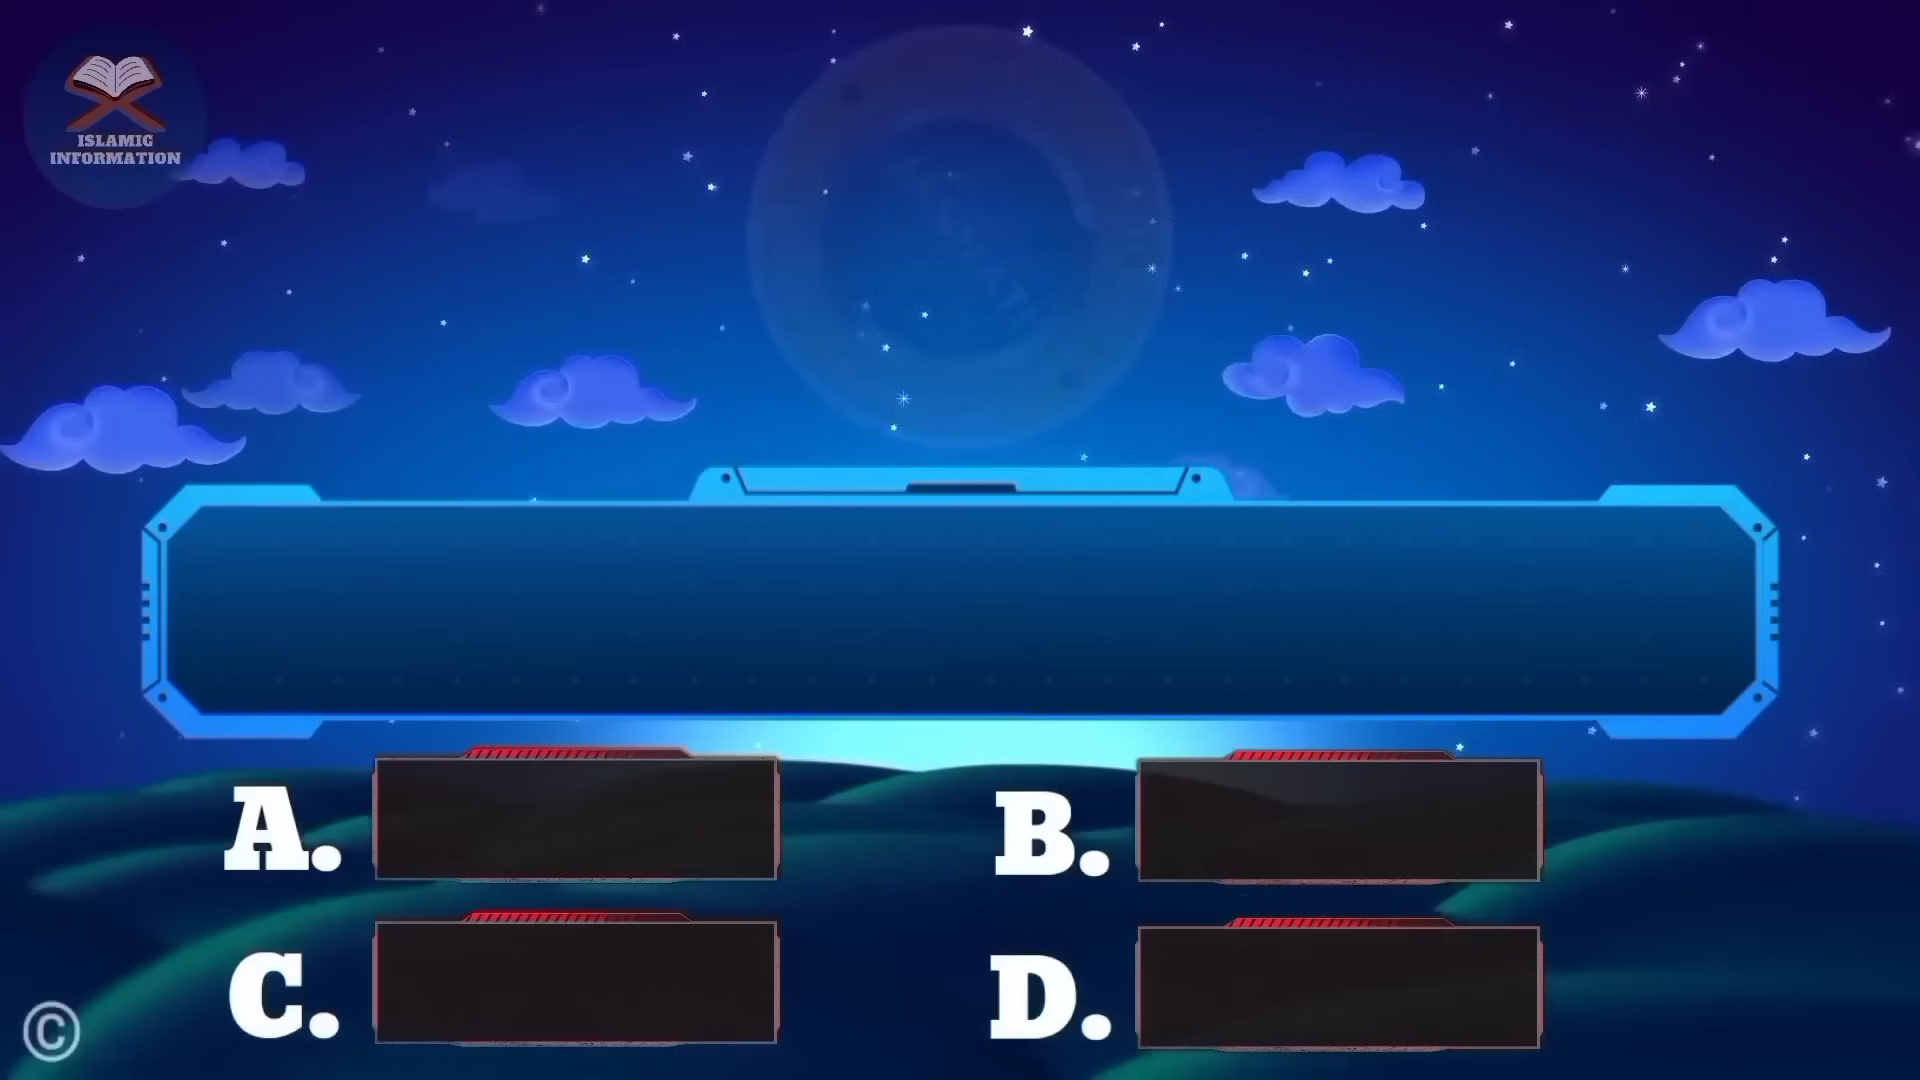 ISLAMIC
INFORMATION
A.
B.
C.
D.
©